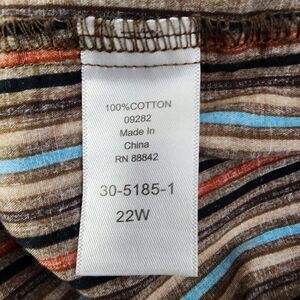 100%COTTON
09282
Made In
China
RN 88842
30-5185-1
22W